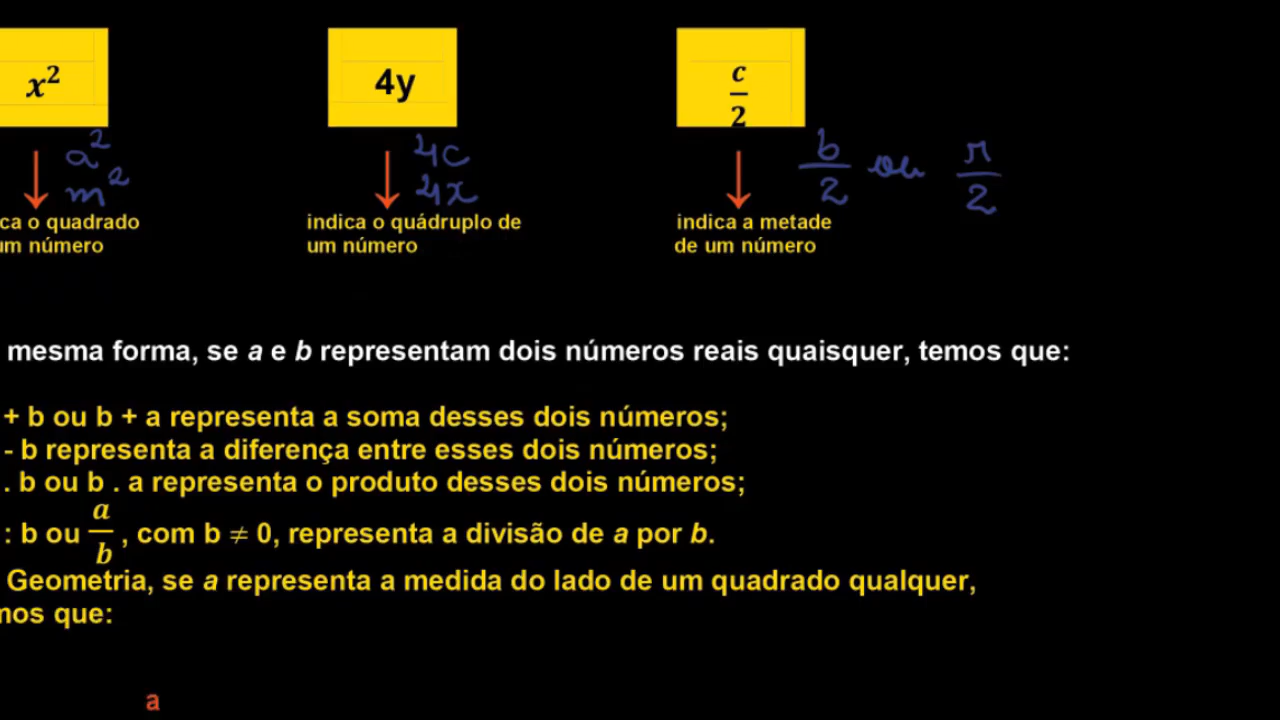 x² 4y c/2
a² 4c b/2 ou r/2
m² 4x
o quadrado indica o quádruplo de indica a metade
número um número de um número
mesma forma, se a e b representam dois números reais quaisquer, temos que:
+ b ou b + a representa a soma desses dois números;
- b representa a diferença entre esses dois números;
. b ou b . a representa o produto desses dois números;
: b ou a/b , com b ≠ 0, representa a divisão de a por b.
Geometria, se a representa a medida do lado de um quadrado qualquer,
que:
a